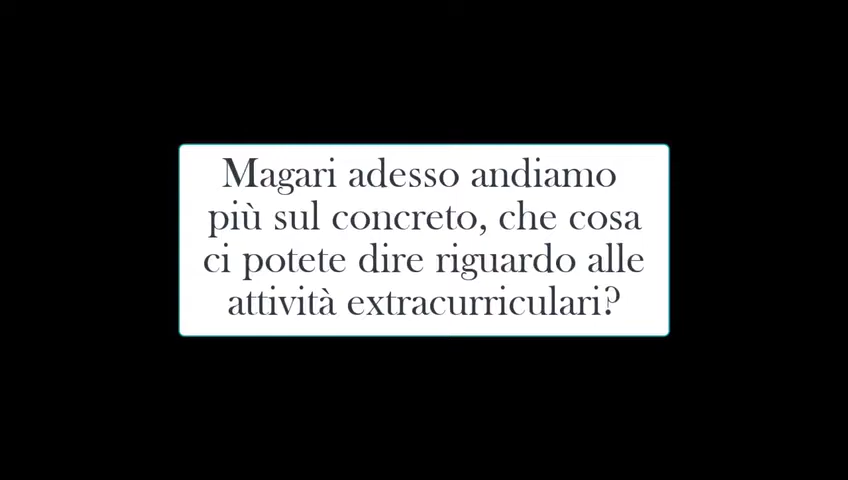 Magari adesso andiamo
più sul concreto, che cosa
ci potete dire riguardo alle
attività extracurriculari?